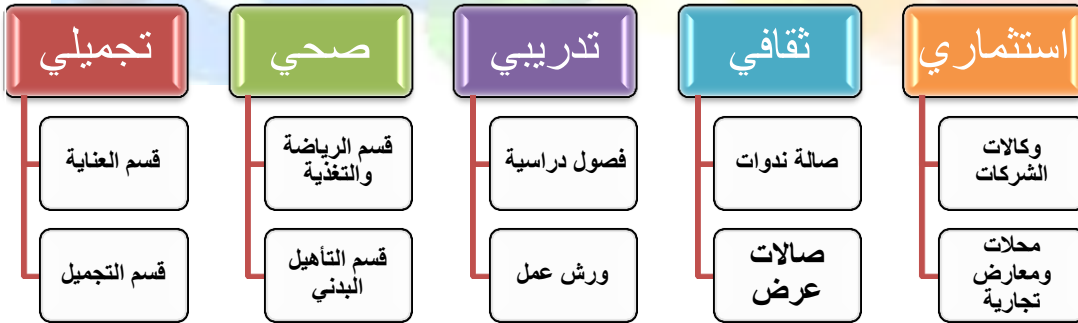 استثماري
وكالات
الشركات
محلات
ومعارض
تجارية
ثقافي
صالة ندوات
صالات
عرض
تدريبي
فصول دراسية
ورش عمل
صحي
قسم الرياضة
والتغذية
قسم التأهيل
البدني
تجميلي
قسم العناية
قسم التجميل